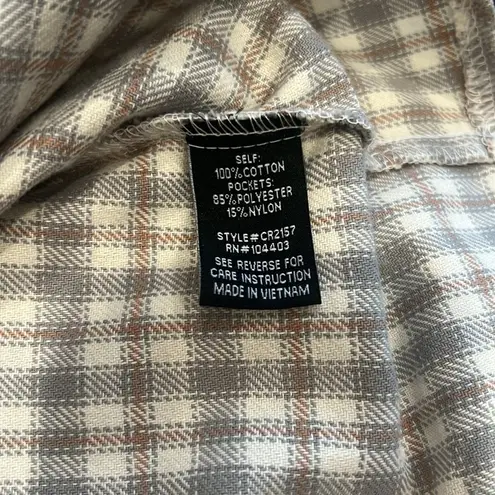 SELF:
100%COTTON
POCKETS:
85%POLYESTER
15%NYLON
STYLE#CR2157
RN#104403
SEE REVERSE FOR
CARE INSTRUCTION
MADE IN VIETNAM